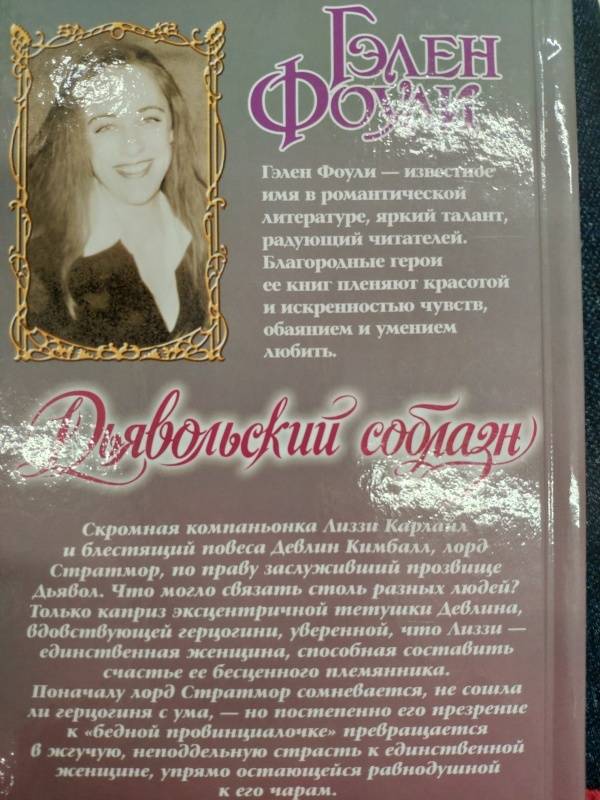 Гэлен
Фоули
Гэлен Фоули — известное
имя в романтической
литературе, яркий талант,
радующий читателей.
Благородные герои
ее книг пленяют красотой
и искренностью чувств,
обаянием и умением
любить.
Дьявольский соблазн
Скромная компаньонка Лиззи Карлайл
и блестящий повеса Девлин Кимбалл, лорд
Стратмор, по праву заслуживший прозвище
Дьявол. Что могло связать столь разных людей?
Только каприз эксцентричной тетушки Девлина,
вдовствующей герцогини, уверенной, что Лиззи —
единственная женщина, способная составить
счастье ее бесценного племянника.
Поначалу лорд Стратмор сомневается, не сошла
ли герцогиня с ума, — но постепенно его презрение
к «бедной провинциалочке» превращается
в жгучую, неподдельную страсть к единственной
женщине, упрямо остающейся равнодушной
к его чарам.